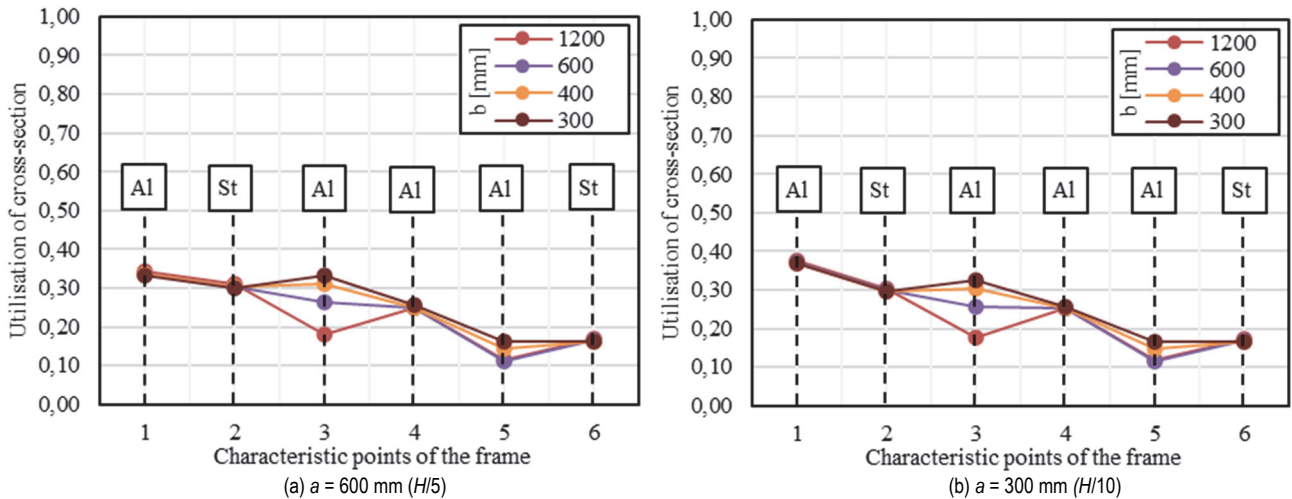 1,00
0,90
0,80
0,70
0,60
0,50
0,40
0,30
0,20
0,10
0,00
Utilisation of cross-section
b [mm]
1200
600
400
300
Al
St
Al
Al
Al
St
1 2 3 4 5 6
Characteristic points of the frame
(a) a = 600 mm (H/5)
1,00
0,90
0,80
0,70
0,60
0,50
0,40
0,30
0,20
0,10
0,00
Utilisation of cross-section
b [mm]
1200
600
400
300
Al
St
Al
Al
Al
St
1 2 3 4 5 6
Characteristic points of the frame
(b) a = 300 mm (H/10)